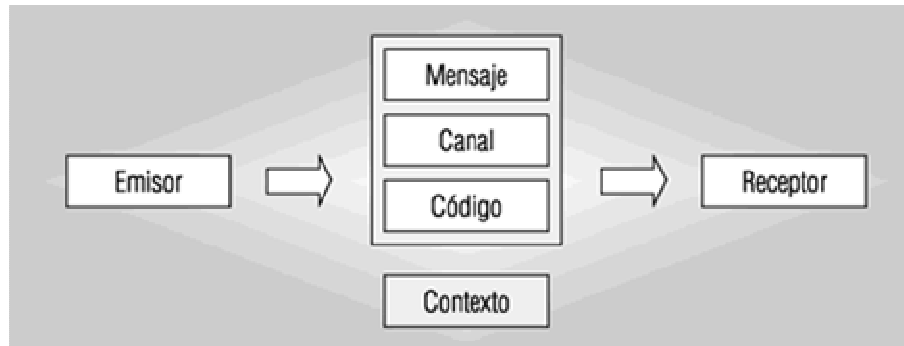 Mensaje
Canal
Emisor
Código
Receptor
Contexto